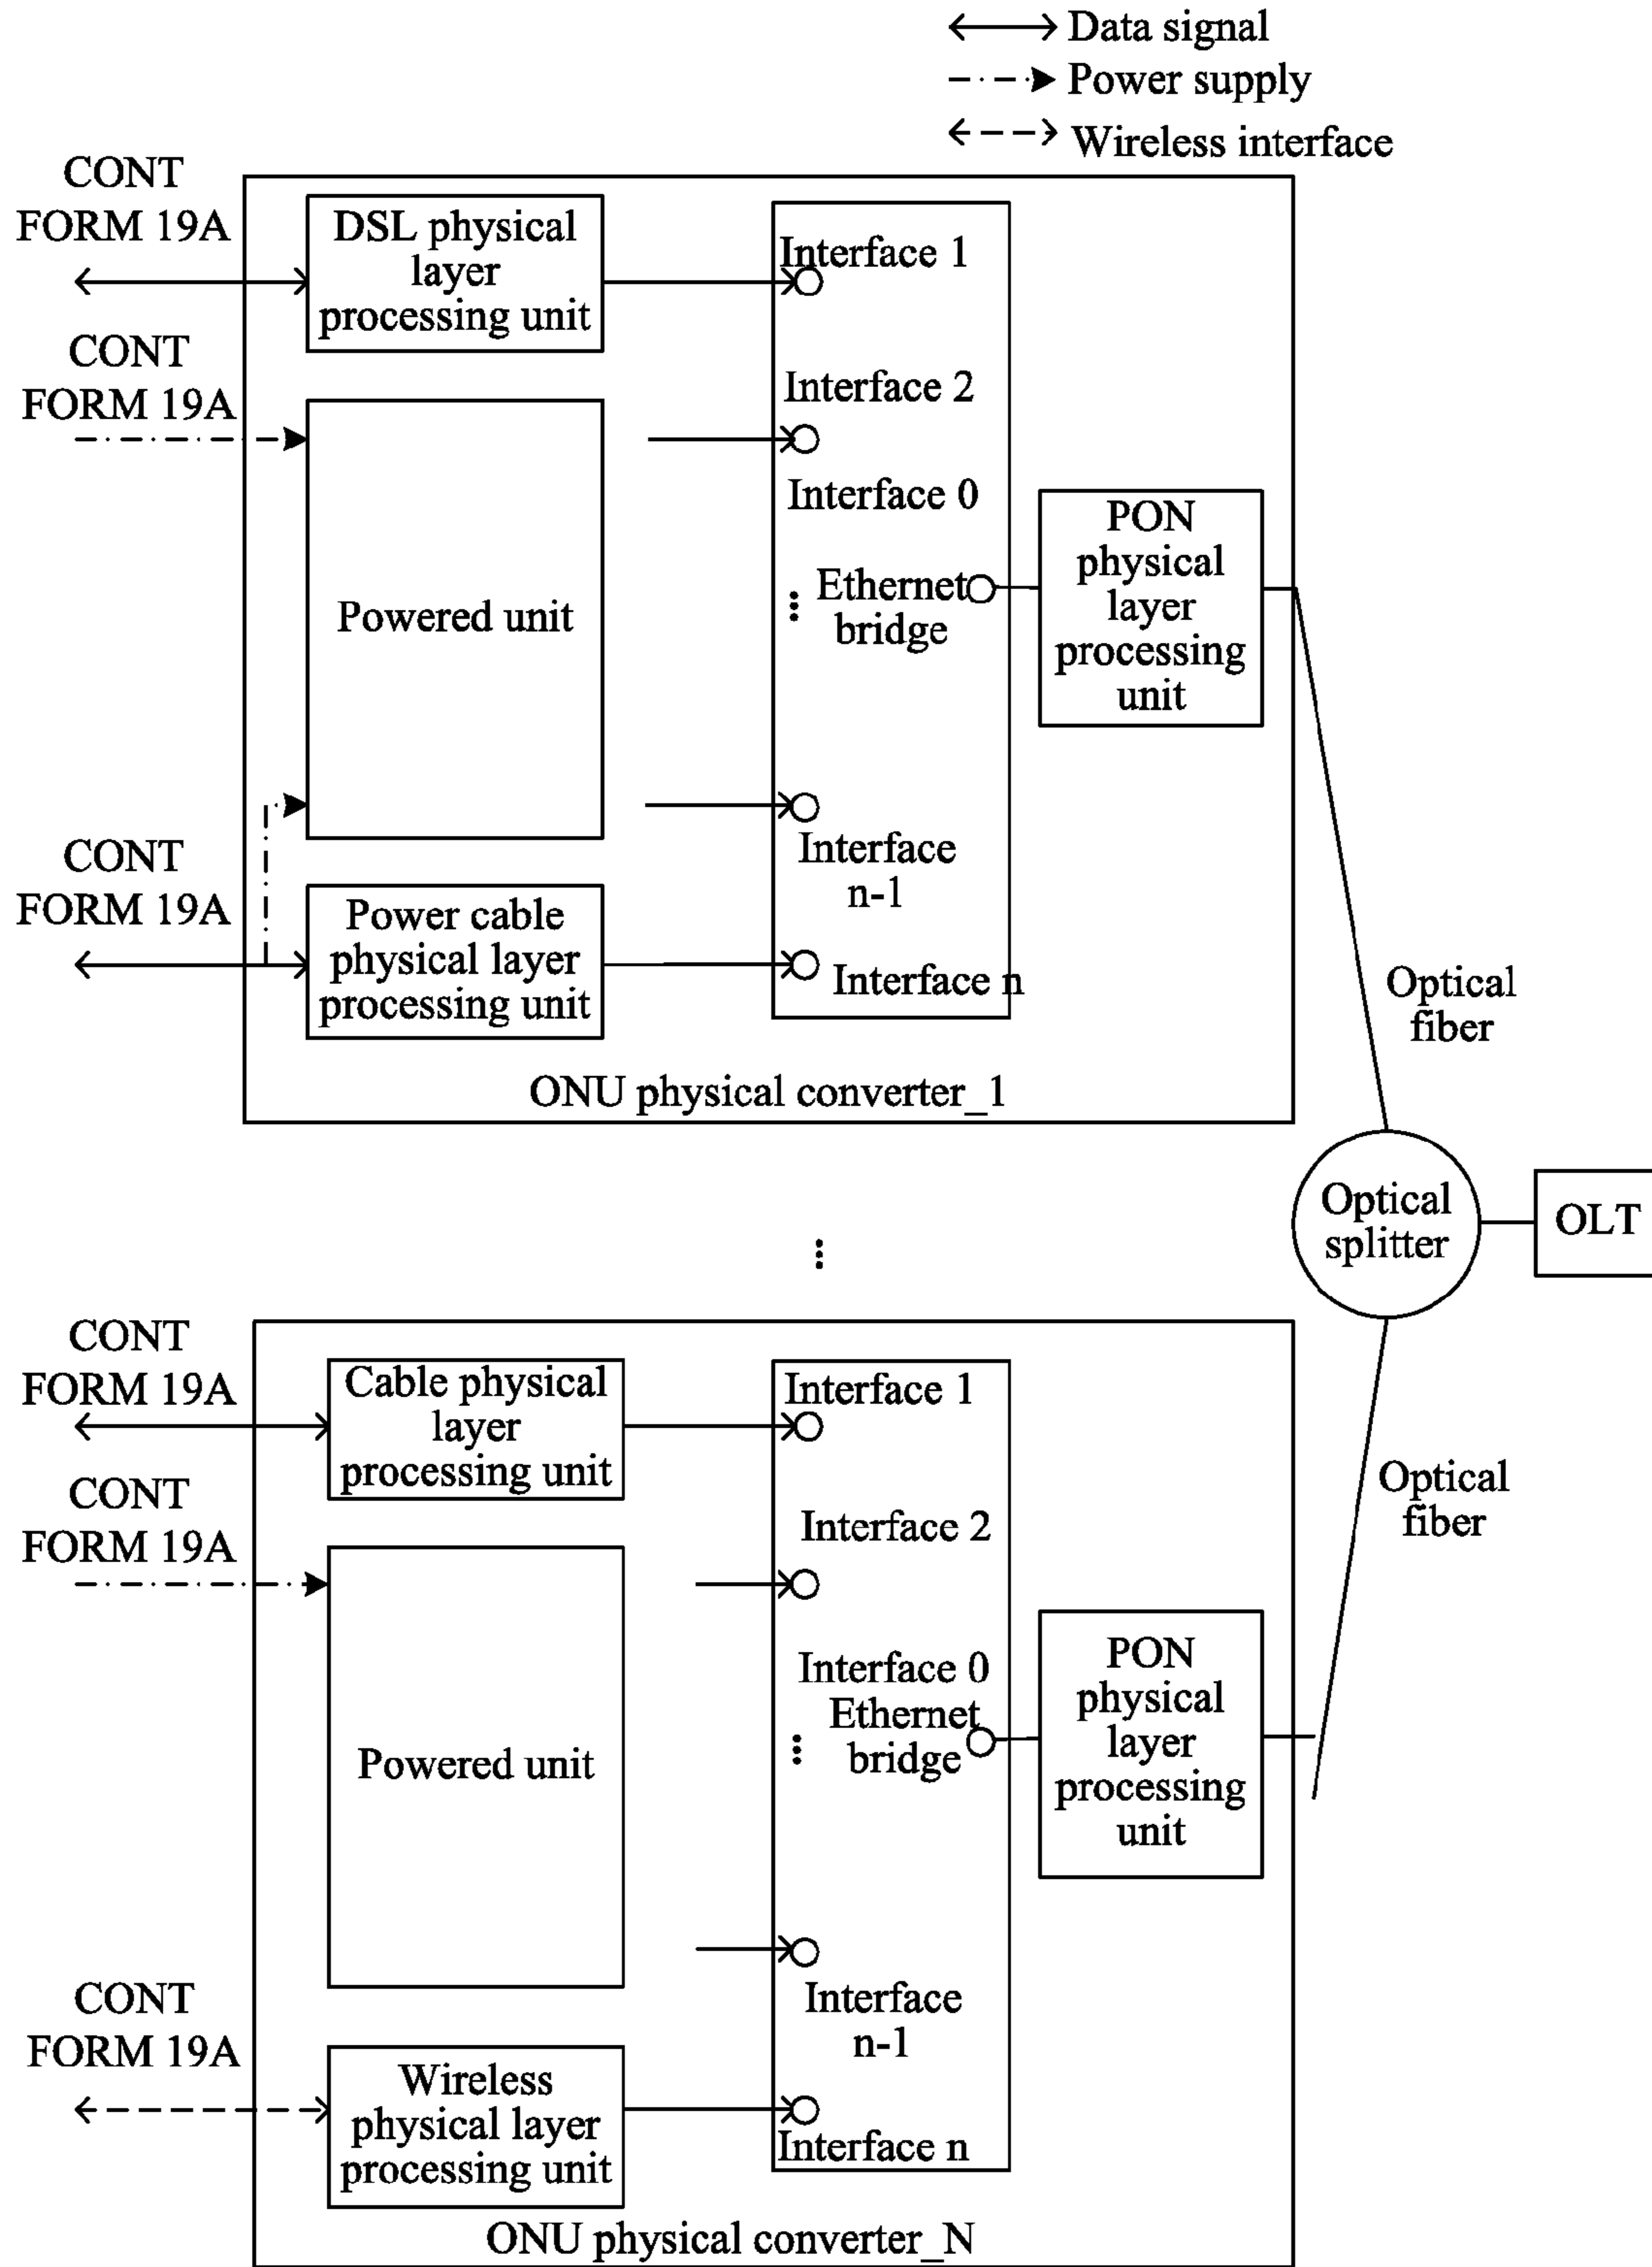 Data signal
Power supply
Wireless interface
CONT
FORM 19A
DSL physical
layer
processing unit
Interface 1
CONT
FORM 19A
Interface 2
Interface 0
Powered unit
Ethernet
bridge
PON
physical
layer
processing
unit
Interface
n-1
CONT
FORM 19A
Power cable
physical layer
processing unit
Interface n
Optical
fiber
ONU physical converter_1
Optical
splitter
OLT
CONT
FORM 19A
Cable physical
layer
processing unit
Interface 1
CONT
FORM 19A
Interface 2
Optical
fiber
Interface 0
Powered unit
Ethernet
bridge
PON
physical
layer
processing
unit
Interface
n-1
CONT
FORM 19A
Wireless
physical layer
processing unit
Interface n
ONU physical converter_N